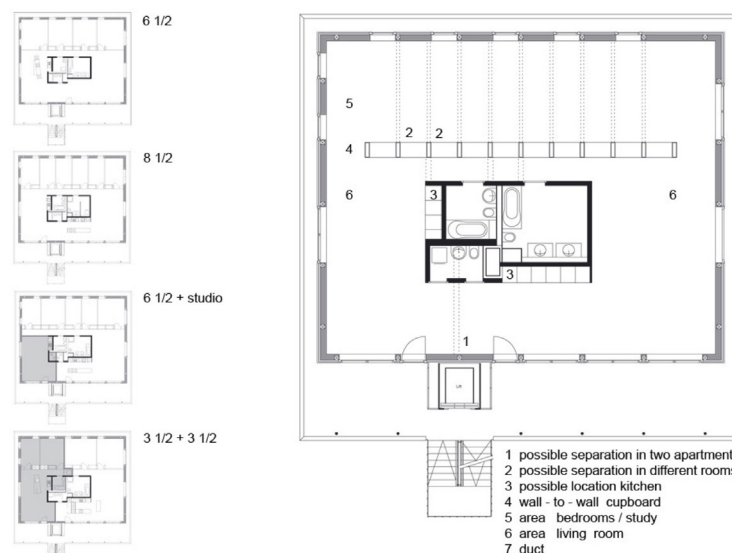 6 1/2
8 1/2
6 1/2 + studio
3 1/2 + 3 1/2
5
2 2
4
6 3 6
3
1
1 possible separation in two apartment
2 possible separation in different rooms
3 possible location kitchen
4 wall - to - wall cupboard
5 area bedrooms / study
6 area living room
7 duct